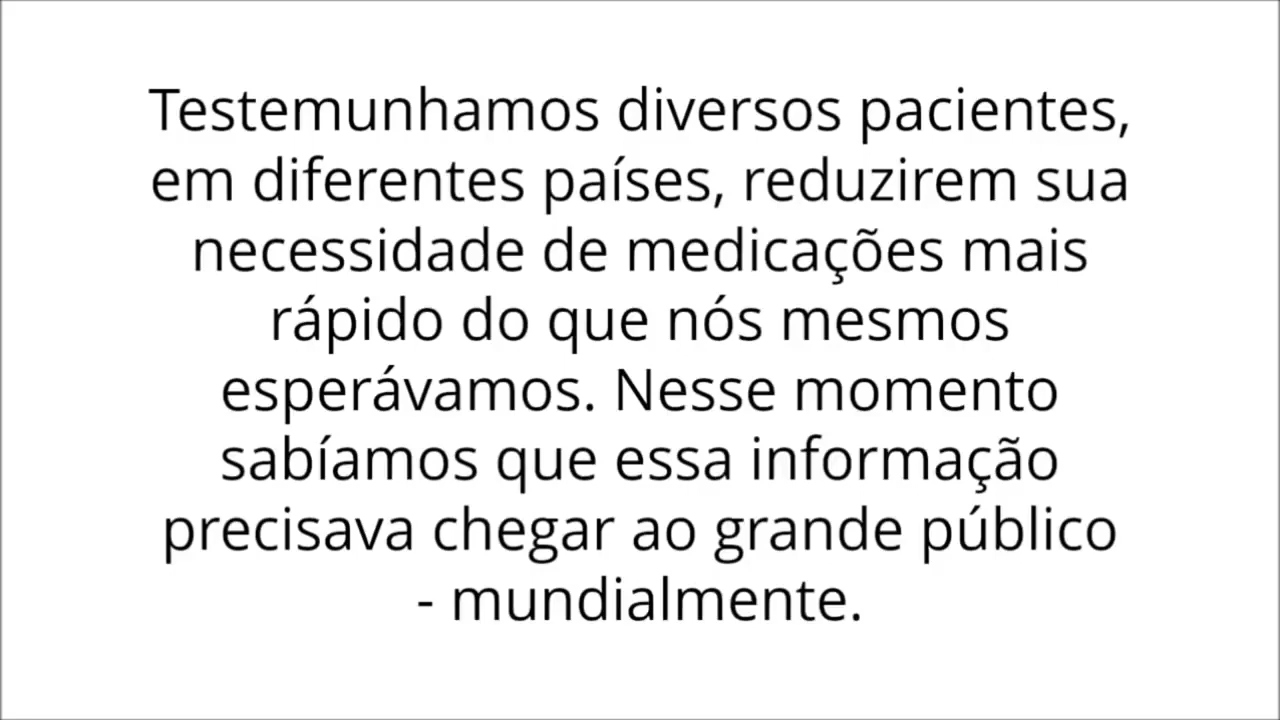 Testemunhamos diversos pacientes,
em diferentes países, reduzirem sua
necessidade de medicações mais
rápido do que nós mesmos
esperávamos. Nesse momento
sabíamos que essa informação
precisava chegar ao grande público
- mundialmente.